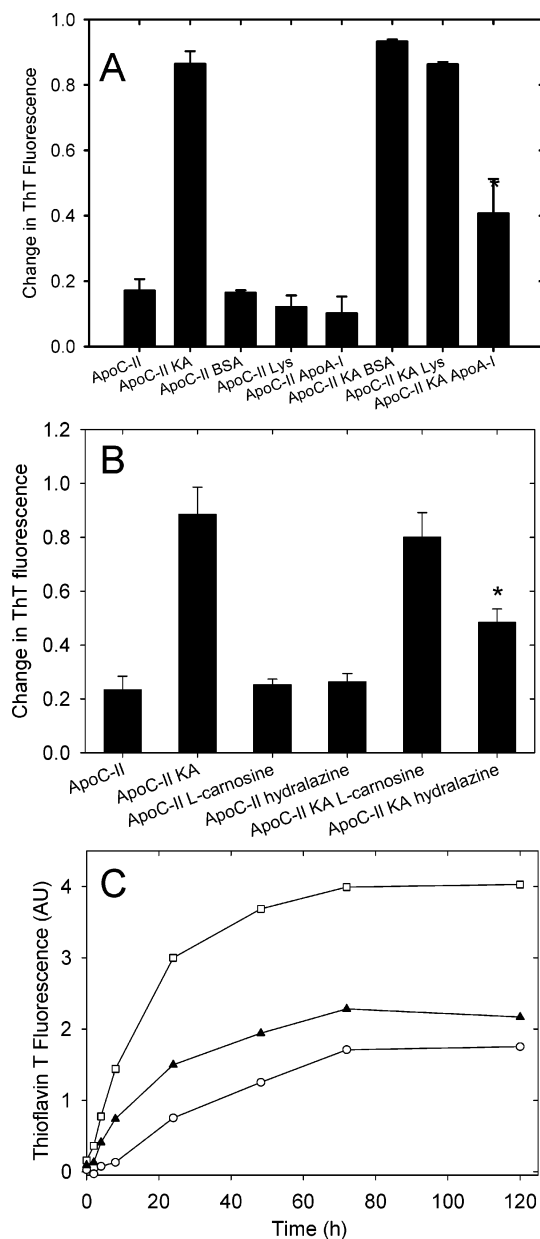 A
Change in ThT Fluorescence
1.0
0.8
0.6
0.4
0.2
0.0
*
ApoC-II
ApoC-II KA
ApoC-II BSA
ApoC-II Lys
ApoC-II ApoA-I
ApoC-II KA BSA
ApoC-II KA Lys
ApoC-II KA ApoA-I
B
Change in ThT fluorescence
1.2
1.0
0.8
0.6
0.4
0.2
0.0
*
ApoC-II
ApoC-II KA
ApoC-II L-carnosine
ApoC-II hydralazine
ApoC-II KA L-carnosine
ApoC-II KA hydralazine
C
Thioflavin T Fluorescence (AU)
4
3
2
1
0
0 20 40 60 80 100 120
Time (h)